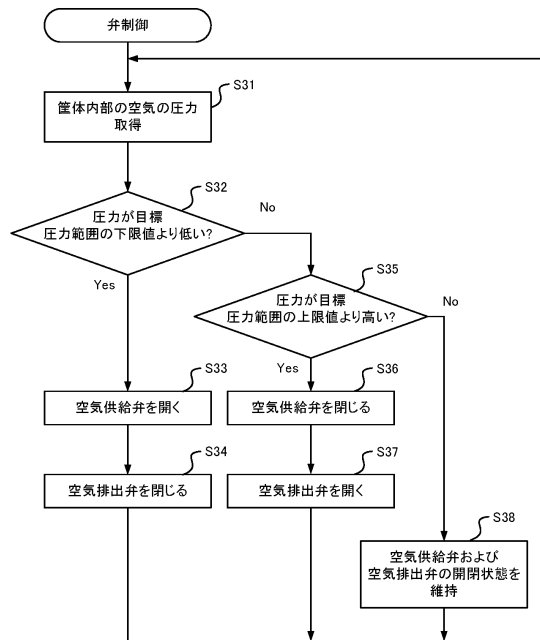 弁制御
S31
筐体内部の空気の圧力
取得
S32
圧力が目標
圧力範囲の下限値より低い?
No
Yes
S35
圧力が目標
圧力範囲の上限値より高い?
No
Yes
S33
空気供給弁を開く
S36
空気供給弁を閉じる
S34
空気排出弁を閉じる
S37
空気排出弁を開く
S38
空気供給弁および
空気排出弁の開閉状態を
維持